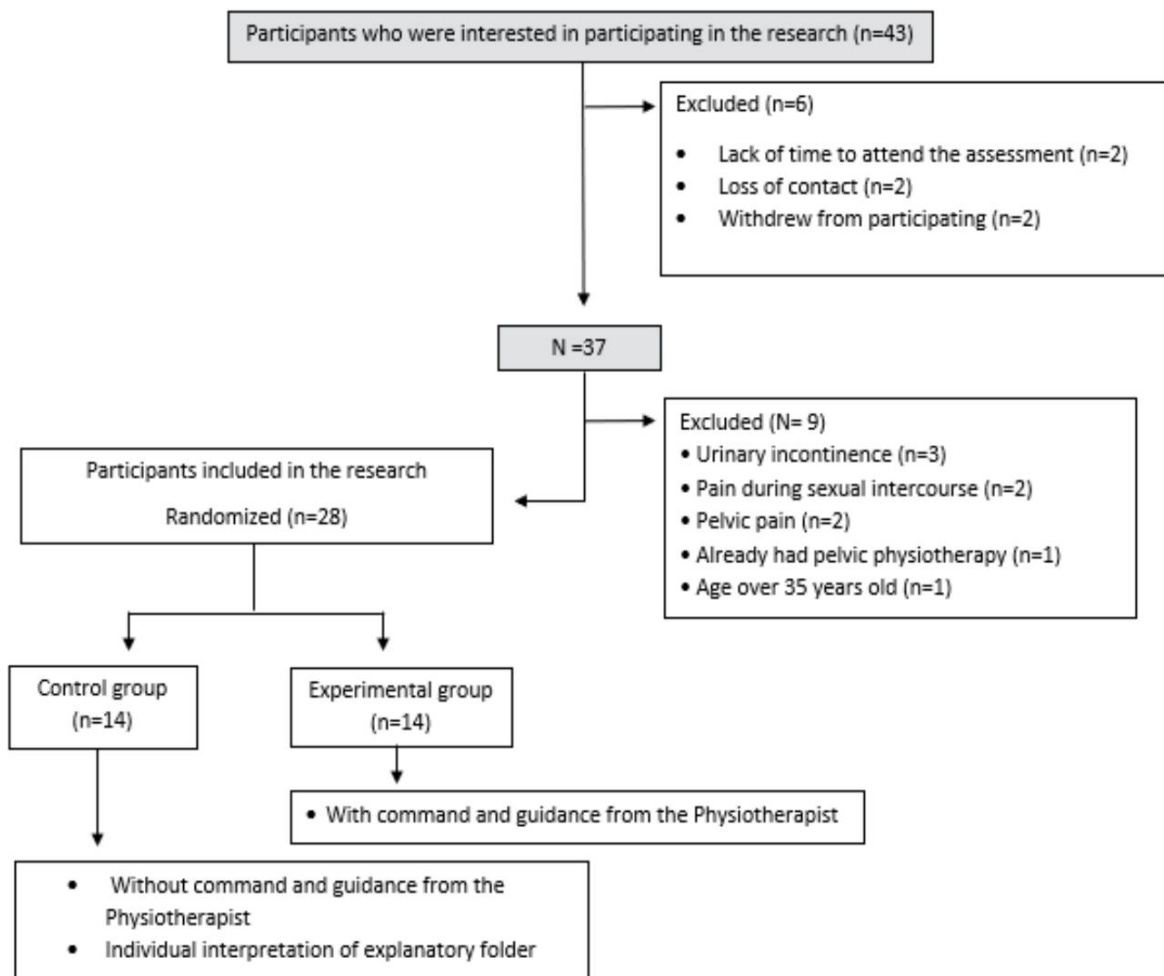 Participants who were interested in participating in the research (n=43)
Excluded (n=6)
• Lack of time to attend the assessment (n=2)
• Loss of contact (n=2)
• Withdrew from participating (n=2)
N =37
Excluded (N= 9)
• Urinary incontinence (n=3)
• Pain during sexual intercourse (n=2)
• Pelvic pain (n=2)
• Already had pelvic physiotherapy (n=1)
• Age over 35 years old (n=1)
Participants included in the research
Randomized (n=28)
Control group
(n=14)
Experimental group
(n=14)
• With command and guidance from the Physiotherapist
• Without command and guidance from the
Physiotherapist
• Individual interpretation of explanatory folder